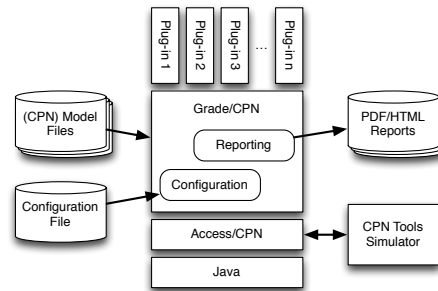 Plug-in 1
Plug-in 2
Plug-in 3
...
Plug-in n
(CPN) Model
Files
Grade/CPN
PDF/HTML
Reports
Reporting
Configuration
Configuration
File
Access/CPN
CPN Tools
Simulator
Java